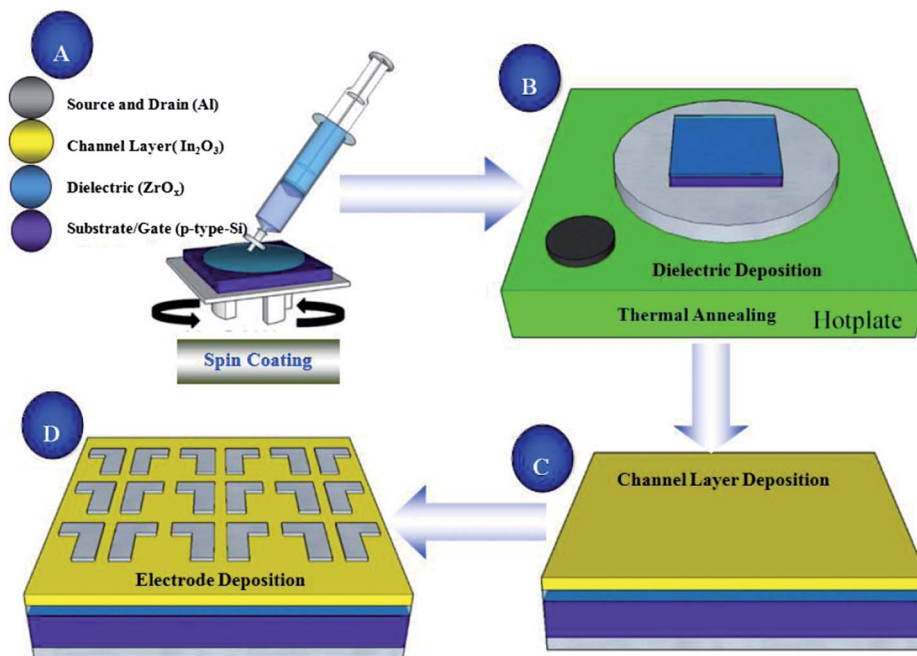 A
Source and Drain (Al)
Channel Layer( In₂O₃)
Dielectric (ZrOₓ)
Substrate/Gate (p-type-Si)
Spin Coating
B
Dielectric Deposition
Thermal Annealing
Hotplate
C
Channel Layer Deposition
D
Electrode Deposition